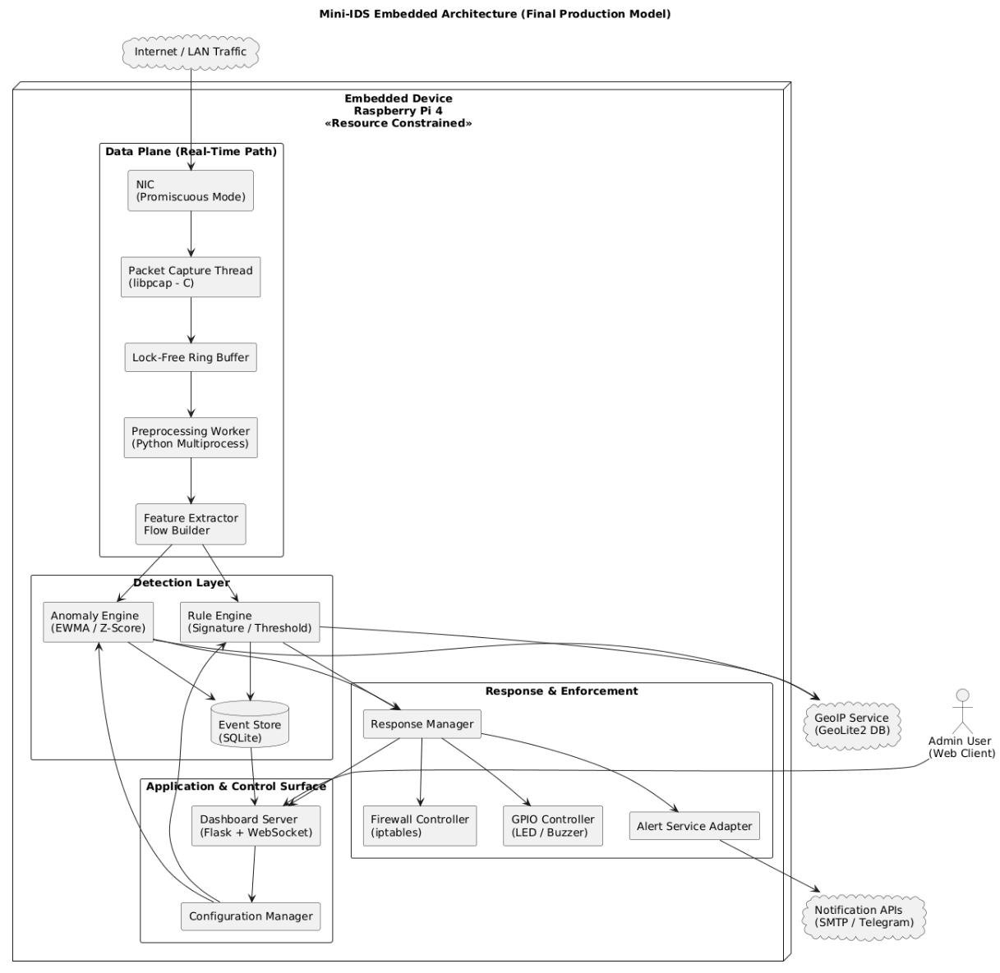 Mini-IDS Embedded Architecture (Final Production Model)
Internet / LAN Traffic
Embedded Device
Raspberry Pi 4
«Resource Constrained»
Data Plane (Real-Time Path)
NIC
(Promiscuous Mode)
Packet Capture Thread
(libpcap - C)
Lock-Free Ring Buffer
Preprocessing Worker
(Python Multiprocess)
Feature Extractor
Flow Builder
Detection Layer
Anomaly Engine
(EWMA / Z-Score)
Rule Engine
(Signature / Threshold)
Event Store
(SQLite)
Response & Enforcement
Response Manager
Firewall Controller
(iptables)
GPIO Controller
(LED / Buzzer)
Alert Service Adapter
GeoIP Service
(GeoLite2 DB)
Admin User
(Web Client)
Application & Control Surface
Dashboard Server
(Flask + WebSocket)
Configuration Manager
Notification APIs
(SMTP / Telegram)